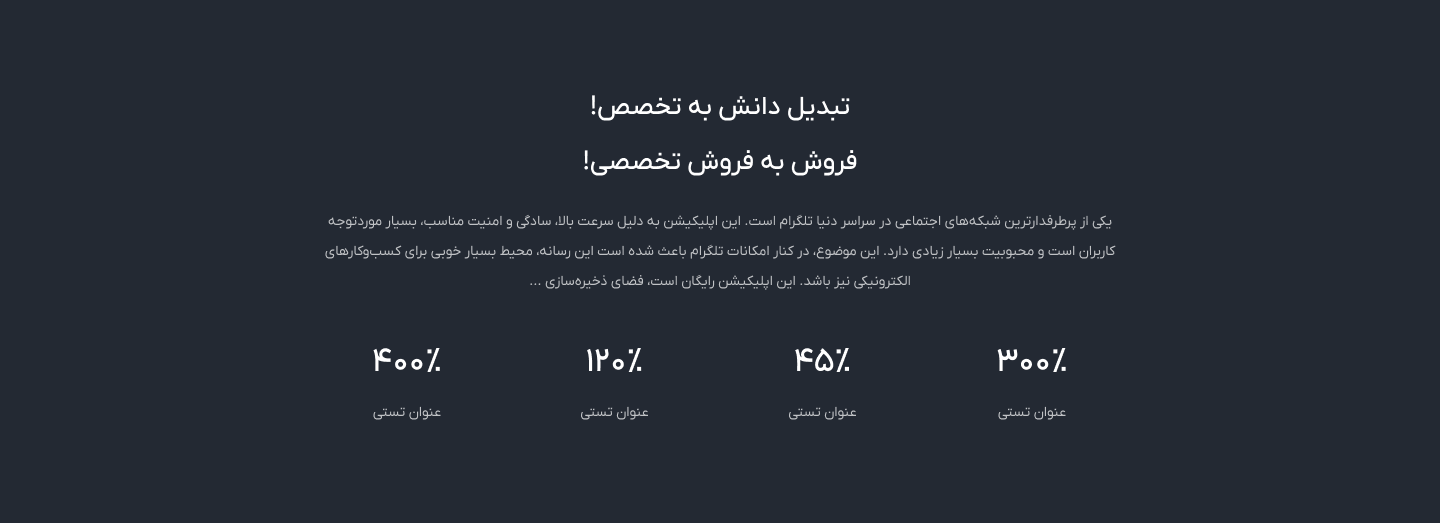 تبدیل دانش به تخصص!
فروش به فروش تخصصی!
یکی از پرطرفدارترین شبکه‌های اجتماعی در سراسر دنیا تلگرام است. این اپلیکیشن به دلیل سرعت بالا، سادگی و امنیت مناسب، بسیار موردتوجه
کاربران است و محبوبیت بسیار زیادی دارد. این موضوع، در کنار امکانات تلگرام باعث شده است این رسانه، محیط بسیار خوبی برای کسب‌وکارهای
الکترونیکی نیز باشد. این اپلیکیشن رایگان است، فضای ذخیره‌سازی ...
۳۰۰٪ ۴۵٪ ۱۲۰٪ ۴۰۰٪
عنوان تستی عنوان تستی عنوان تستی عنوان تستی